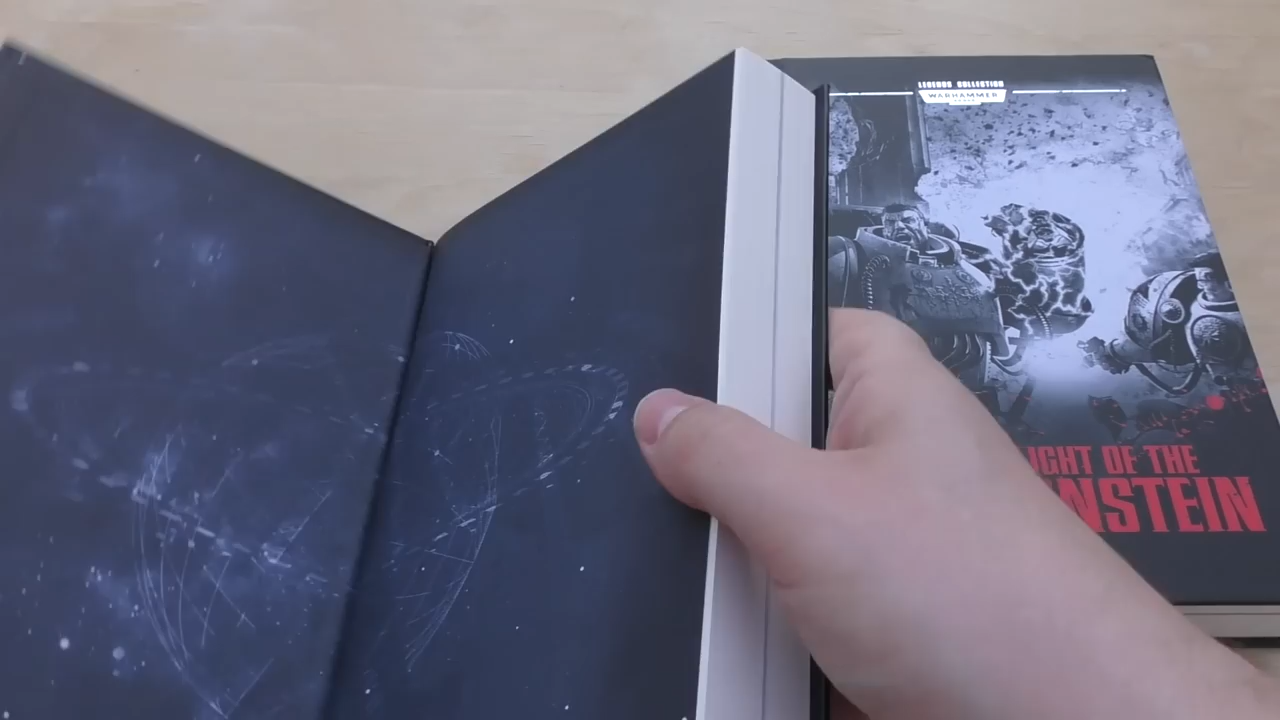 LEGENDS COLLECTION
WARHAMMER
IGHT OF THE
NSTEIN